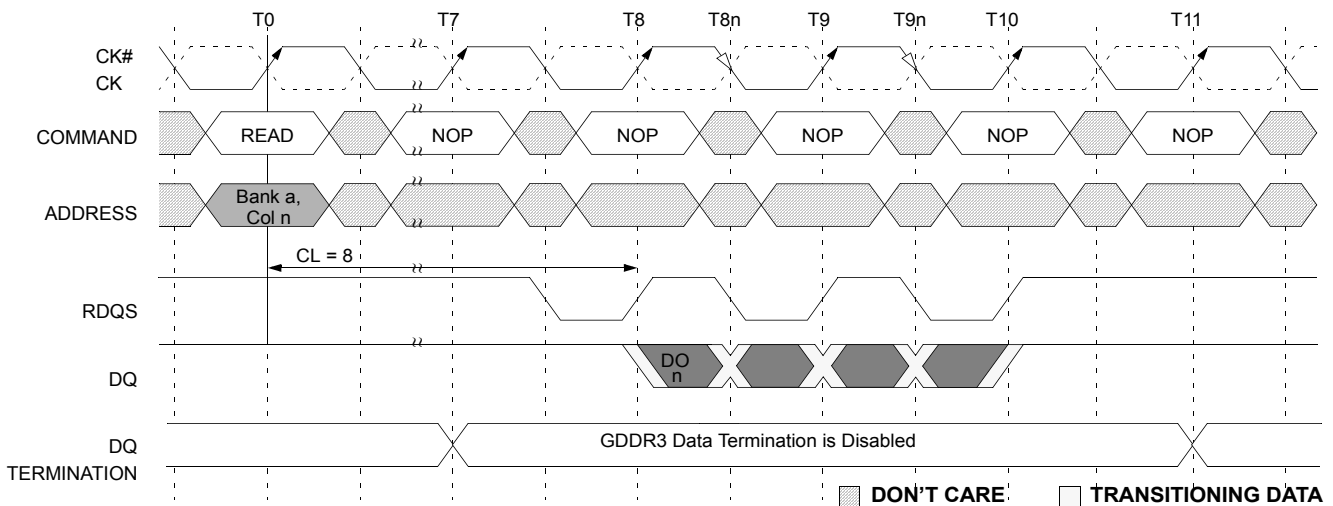 T0 T7 T8 T8n T9 T9n T10 T11
CK#
CK
COMMAND READ NOP NOP NOP NOP NOP
ADDRESS Bank a,
Col n
CL = 8
RDQS
DQ DO
n
DQ
TERMINATION GDDR3 Data Termination is Disabled
DON'T CARE TRANSITIONING DATA